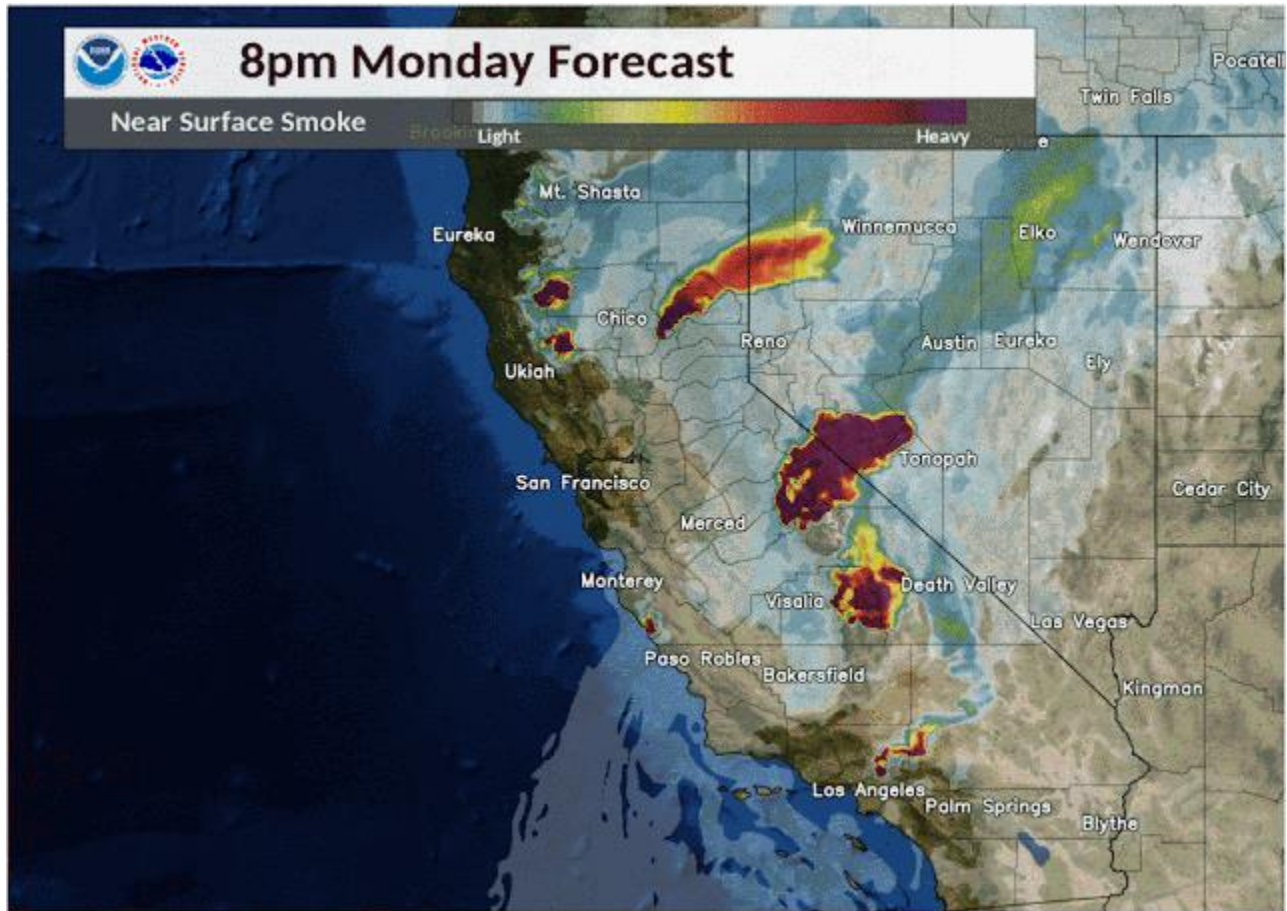 8pm Monday Forecast
Near Surface Smoke
Light
Heavy
Pocatell
Twin Falls
Mt. Shasta
Eureka
Winnemucca
Elko
Wendover
Chico
Reno
Austin
Eureka
Ely
Ukiah
San Francisco
Tonopah
Cedar City
Merced
Monterey
Visalia
Death Valley
Las Vegas
Paso Robles
Bakersfield
Kingman
Los Angeles
Palm Springs
Blythe